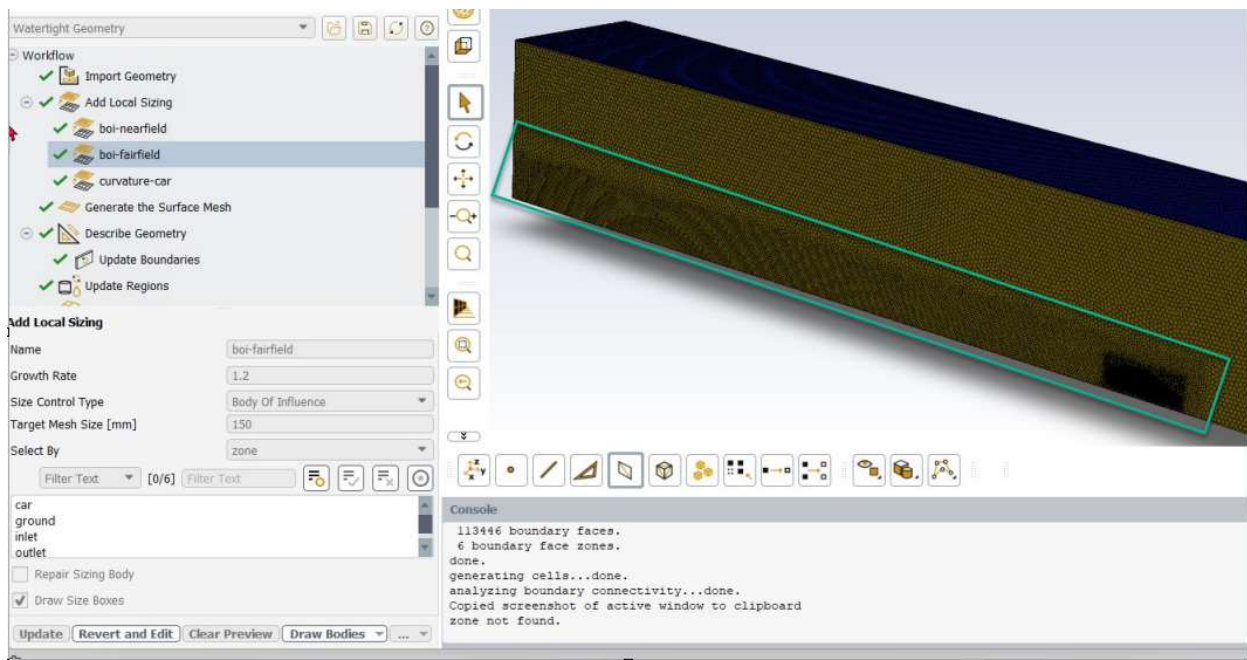 Watertight Geometry
Workflow
Import Geometry
Add Local Sizing
boi-nearfield
boi-fairfield
curvature-car
Generate the Surface Mesh
Describe Geometry
Update Boundaries
Update Regions
Add Local Sizing
Name boi-fairfield
Growth Rate 1.2
Size Control Type Body Of Influence
Target Mesh Size [mm] 150
Select By zone
Filter Text [0/6] Filter Text
car
ground
inlet
outlet
Repair Sizing Body
Draw Size Boxes
Update Revert and Edit Clear Preview Draw Bodies ...
Console
113446 boundary faces.
6 boundary face zones.
done.
generating cells...done.
analyzing boundary connectivity...done.
Copied screenshot of active window to clipboard
zone not found.